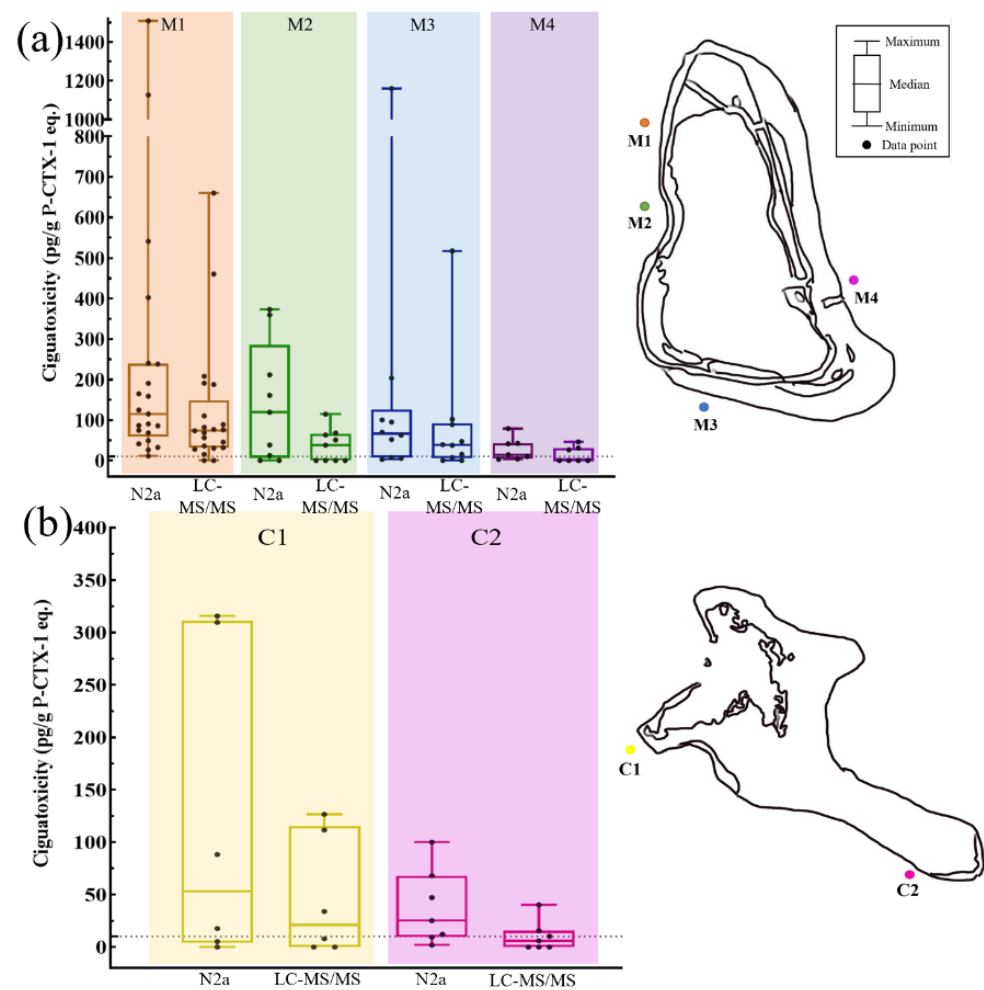 (a)
M1 M2 M3 M4
Ciguatoxicity (pg/g P-CTX-1 eq.)
1400
1200
1000
800
700
600
500
400
300
200
100
0
N2a LC-MS/MS N2a LC-MS/MS N2a LC-MS/MS N2a LC-MS/MS
Maximum
Median
Minimum
Data point
M1
M2
M4
M3
(b)
C1 C2
Ciguatoxicity (pg/g P-CTX-1 eq.)
400
350
300
250
200
150
100
50
0
N2a LC-MS/MS N2a LC-MS/MS
C1
C2